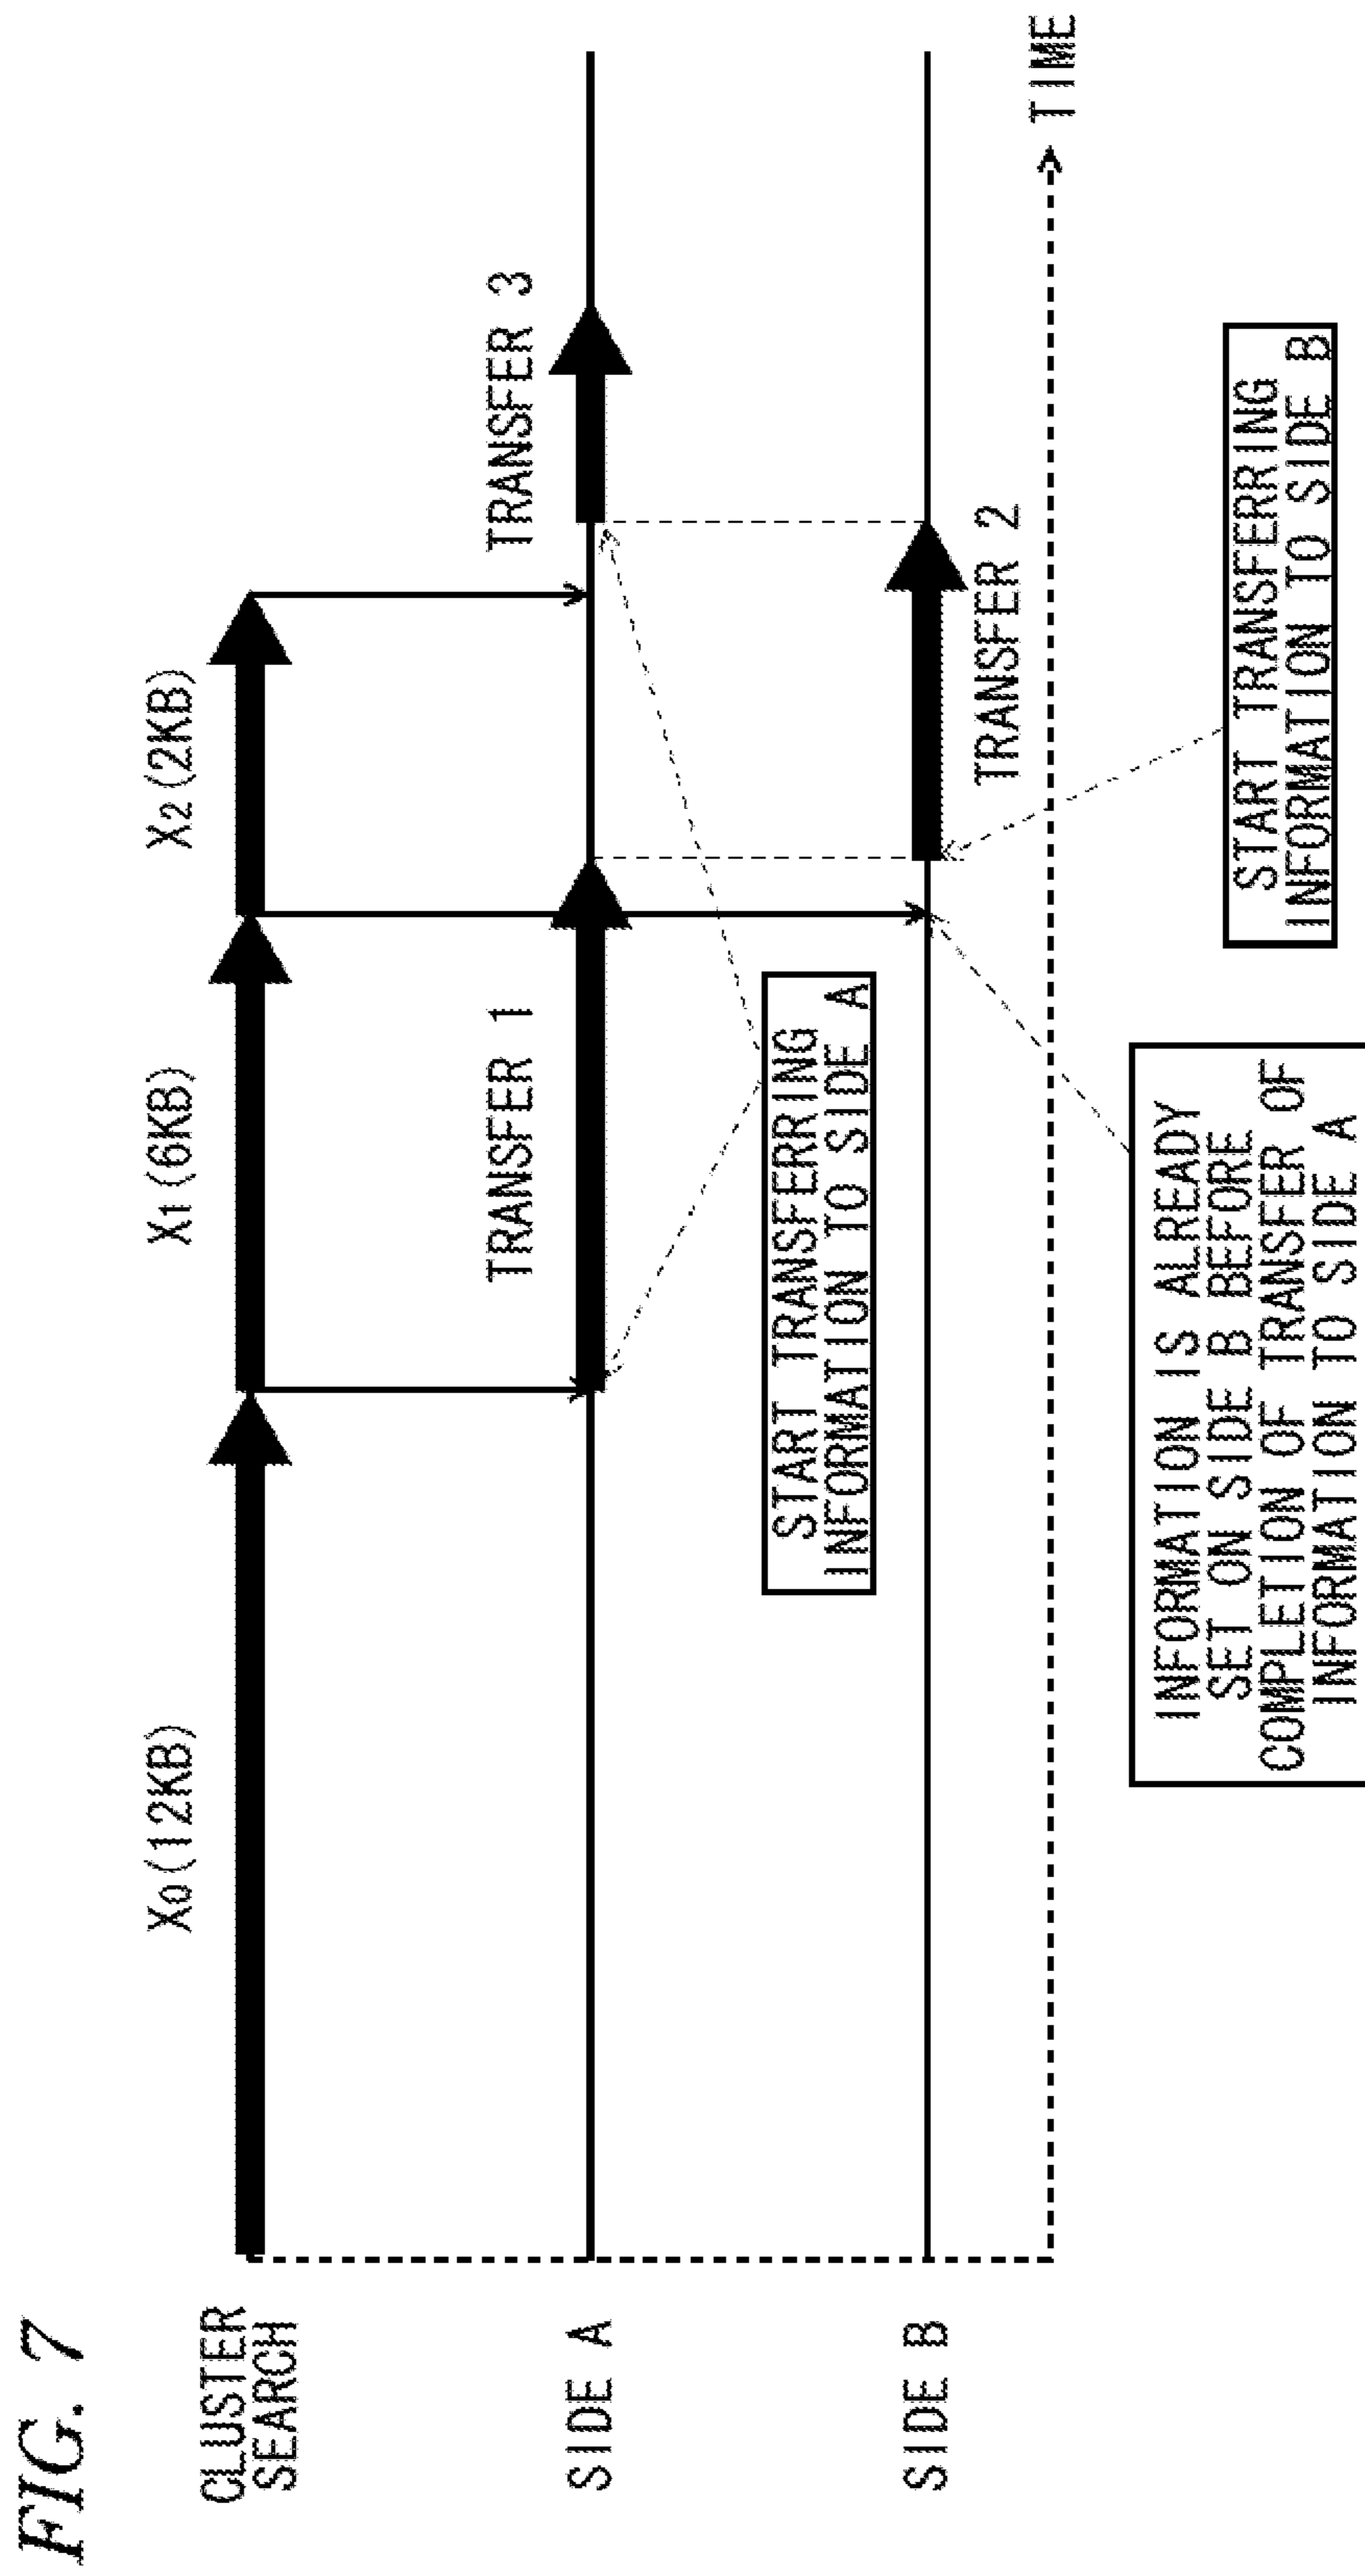 FIG. 7
CLUSTER
SEARCH
X0(12KB)
X1(6KB)
X2(2KB)
SIDE A
TRANSFER 1
TRANSFER 3
START TRANSFERRING
INFORMATION TO SIDE A
SIDE B
TRANSFER 2
TIME
INFORMATION IS ALREADY
SET ON SIDE B BEFORE
COMPLETION OF TRANSFER OF
INFORMATION TO SIDE A
START TRANSFERRING
INFORMATION TO SIDE B